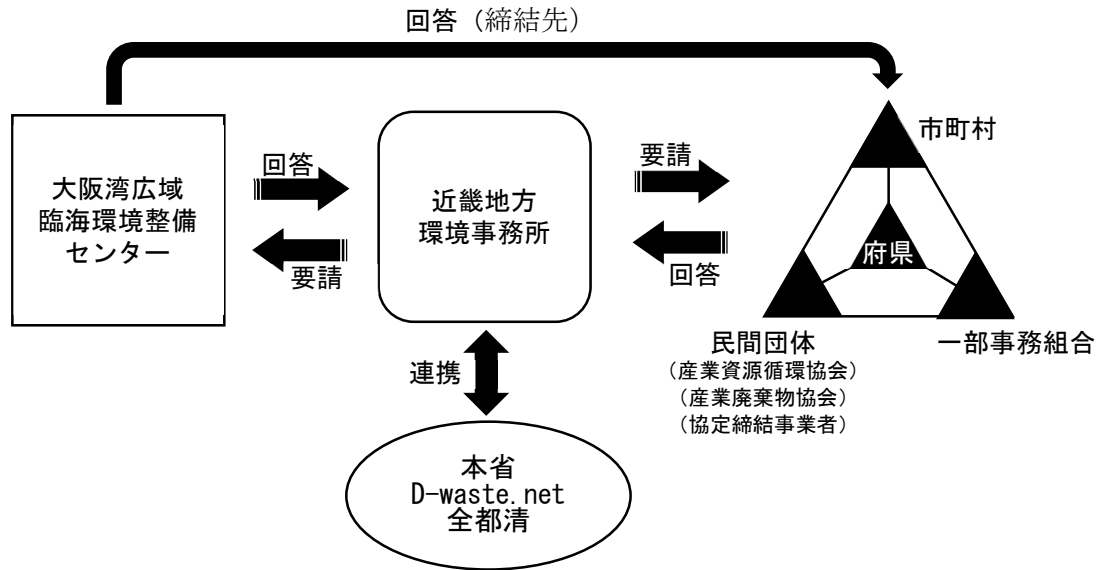 回答（締結先）
市町村
大阪湾広域
臨海環境整備
センター
回答
要請
近畿地方
環境事務所
要請
回答
府県
民間団体
（産業資源循環協会）
（産業廃棄物協会）
（協定締結事業者）
一部事務組合
連携
本省
D-waste.net
全都清